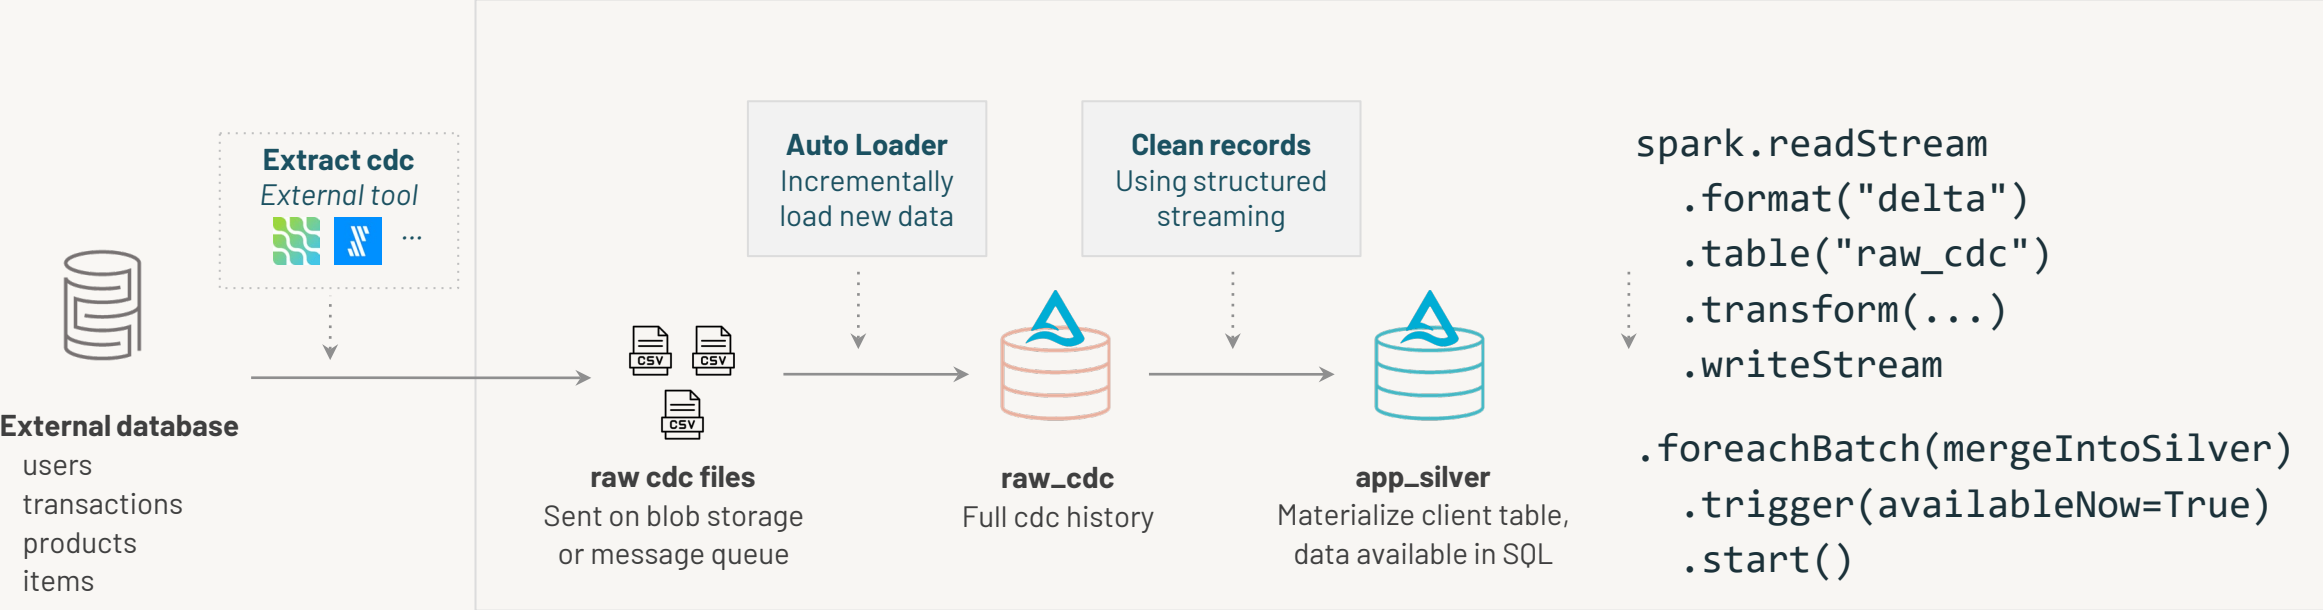 Extract cdc
External tool
...
External database
users
transactions
products
items
CSV
CSV
CSV
raw cdc files
Sent on blob storage
or message queue
Auto Loader
Incrementally
load new data
raw_cdc
Full cdc history
Clean records
Using structured
streaming
app_silver
Materialize client table,
data available in SQL
spark.readStream
.format("delta")
.table("raw_cdc")
.transform(...)
.writeStream
.foreachBatch(mergeIntoSilver)
.trigger(availableNow=True)
.start()